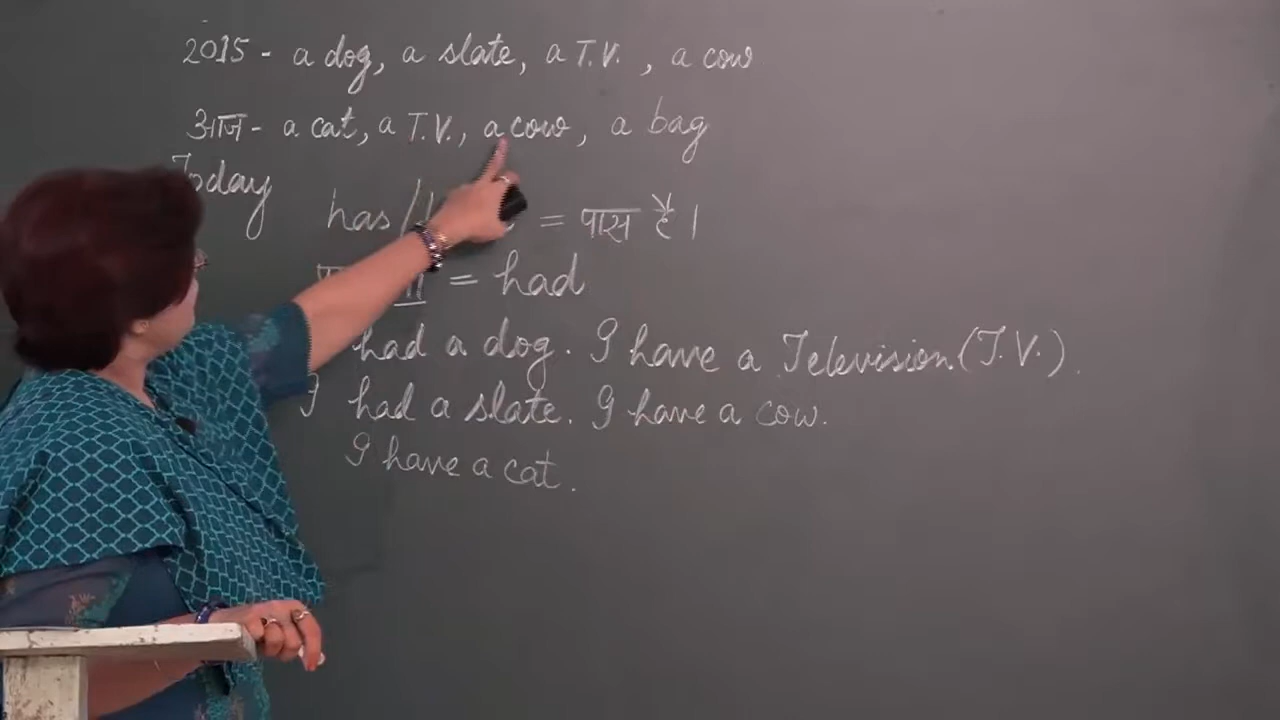 2015 - a dog, a slate, a T.V. , a cow
आज - a cat, a T.V., a cow, a bag
Today
has / = पास है।
= had
had a dog. I have a Television (T.V.).
I had a slate. I have a cow.
I have a cat.